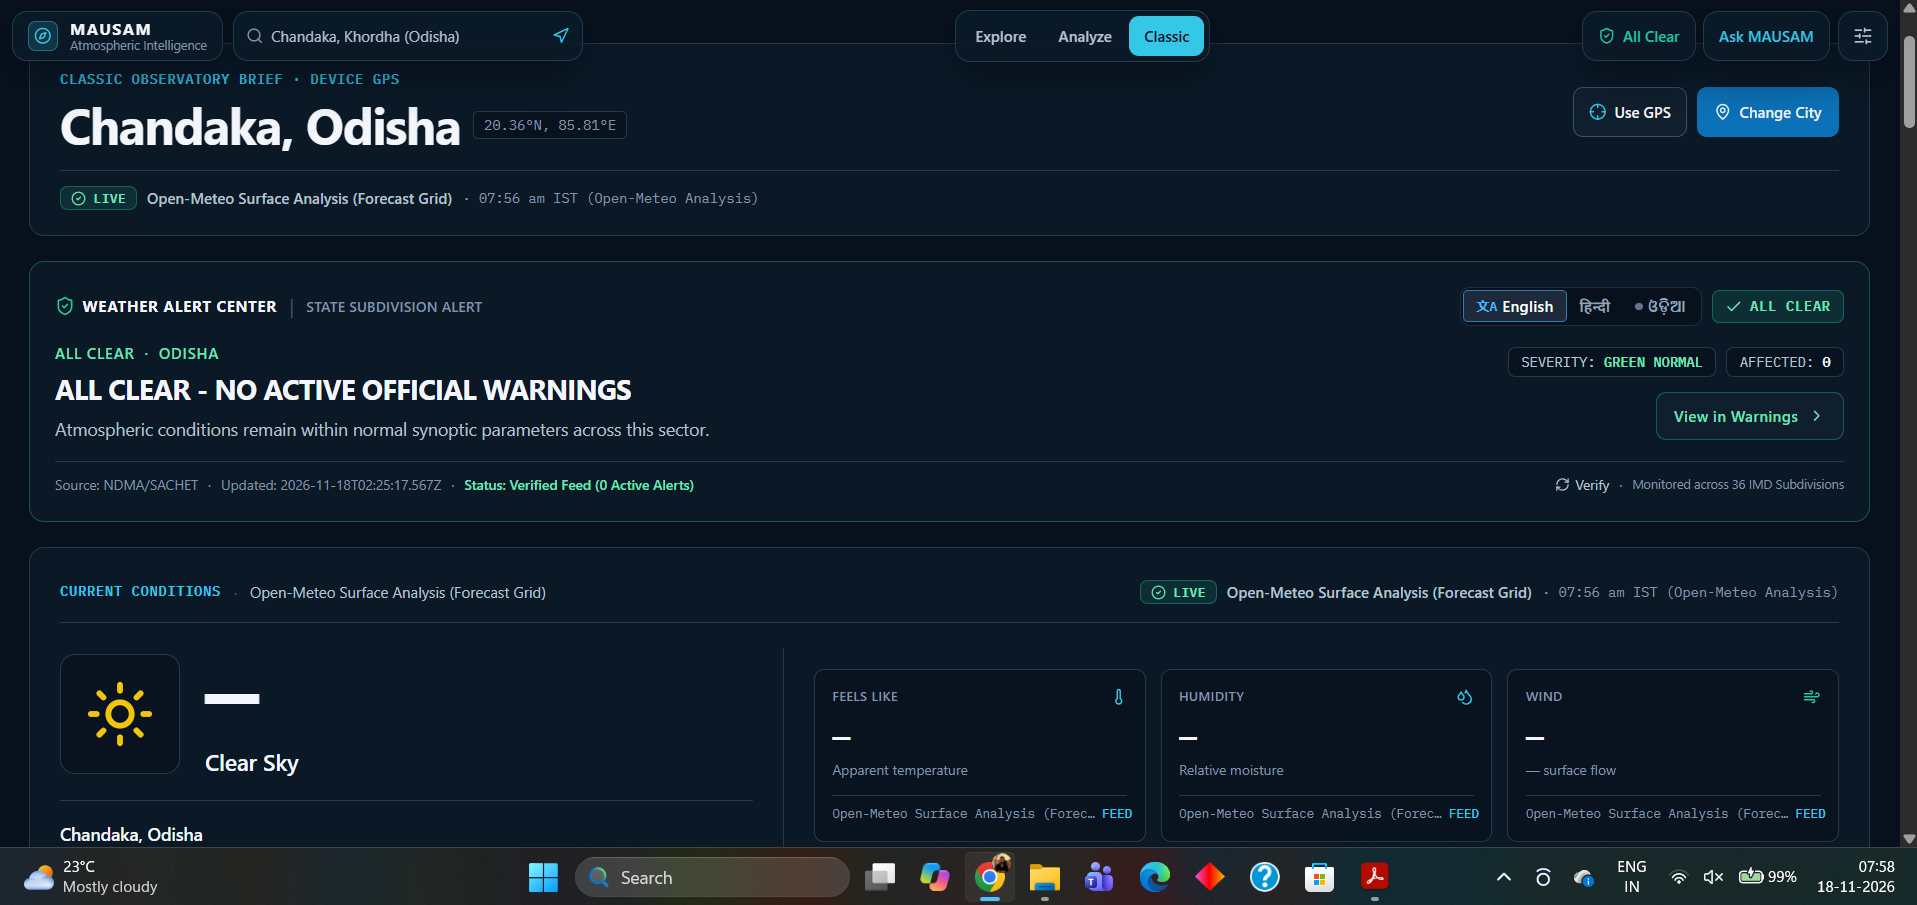 MAUSAM
Atmospheric Intelligence
Chandaka, Khordha (Odisha)
Explore Analyze Classic
All Clear
Ask MAUSAM
CLASSIC OBSERVATORY BRIEF · DEVICE GPS
Chandaka, Odisha 20.36°N, 85.81°E
Use GPS
Change City
LIVE Open-Meteo Surface Analysis (Forecast Grid) · 07:56 am IST (Open-Meteo Analysis)
WEATHER ALERT CENTER | STATE SUBDIVISION ALERT
文A English हिन्दी ଓଡ଼ିଆ
ALL CLEAR
ALL CLEAR · ODISHA
SEVERITY: GREEN NORMAL AFFECTED: 0
ALL CLEAR - NO ACTIVE OFFICIAL WARNINGS
Atmospheric conditions remain within normal synoptic parameters across this sector.
View in Warnings
Source: NDMA/SACHET · Updated: 2026-11-18T02:25:17.567Z · Status: Verified Feed (0 Active Alerts)
Verify · Monitored across 36 IMD Subdivisions
CURRENT CONDITIONS · Open-Meteo Surface Analysis (Forecast Grid)
LIVE Open-Meteo Surface Analysis (Forecast Grid) · 07:56 am IST (Open-Meteo Analysis)
—
Clear Sky
Chandaka, Odisha
FEELS LIKE
—
Apparent temperature
Open-Meteo Surface Analysis (Forec… FEED
HUMIDITY
—
Relative moisture
Open-Meteo Surface Analysis (Forec… FEED
WIND
—
— surface flow
Open-Meteo Surface Analysis (Forec… FEED
23°C
Mostly cloudy
Search
ENG
IN
99%
07:58
18-11-2026